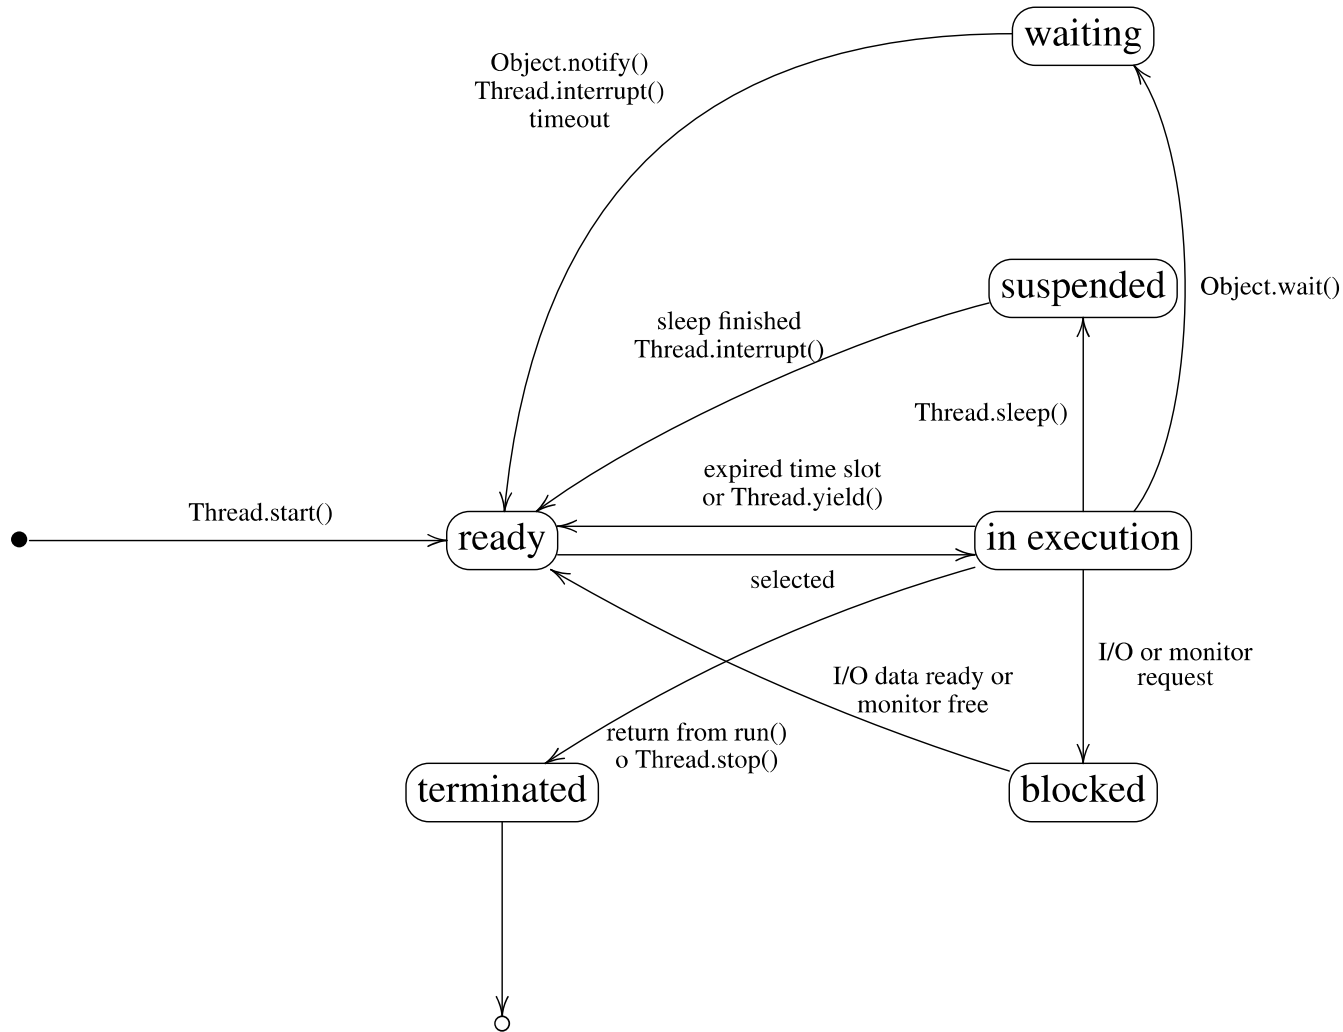 waiting
Object.notify()
Thread.interrupt()
timeout
suspended
Object.wait()
sleep finished
Thread.interrupt()
Thread.sleep()
expired time slot
or Thread.yield()
Thread.start()
ready
in execution
selected
I/O or monitor
request
I/O data ready or
monitor free
return from run()
o Thread.stop()
terminated
blocked